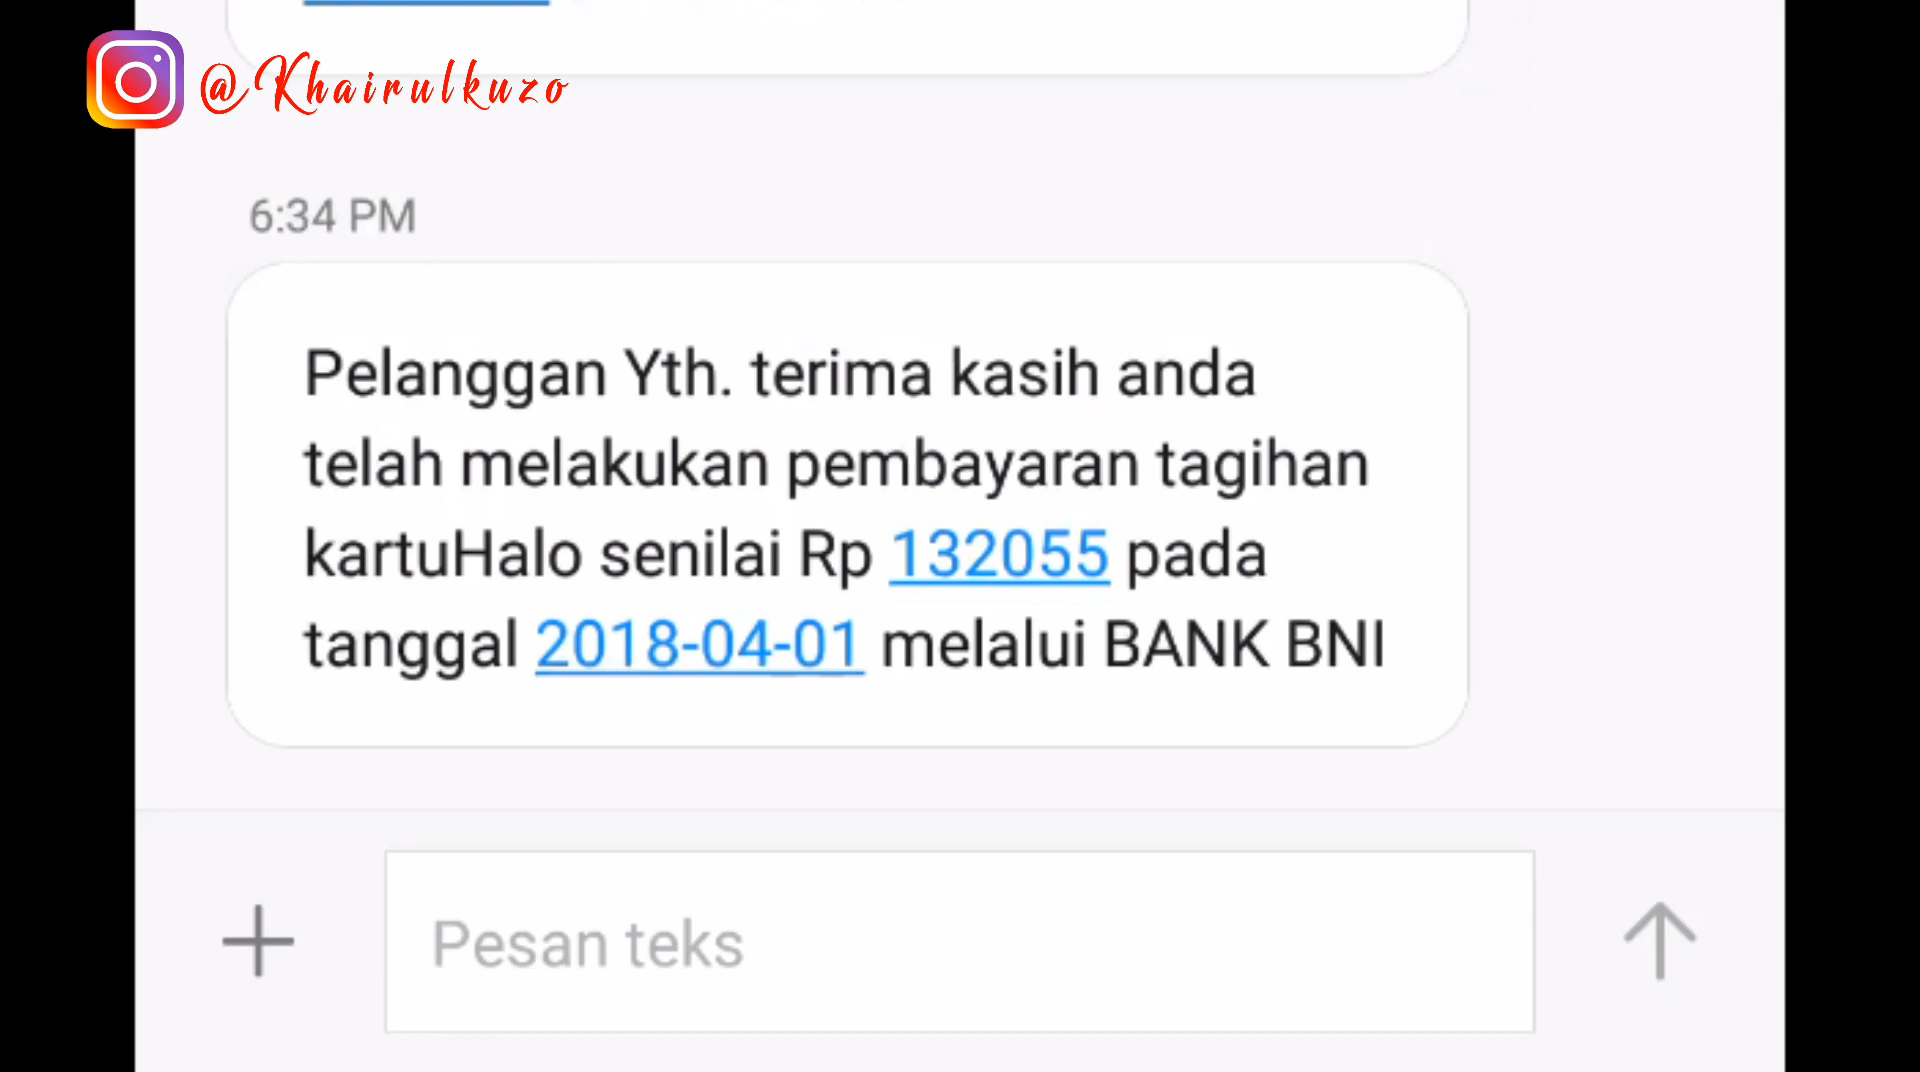 @Khairulkuzo
6:34 PM
Pelanggan Yth. terima kasih anda
telah melakukan pembayaran tagihan
kartuHalo senilai Rp 132055 pada
tanggal 2018-04-01 melalui BANK BNI
Pesan teks